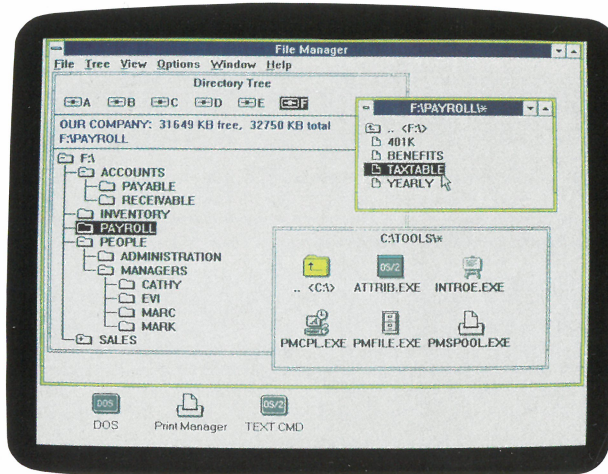 File Manager
File Tree View Options Window Help
Directory Tree
A B C D E F
OUR COMPANY: 31649 KB free, 32750 KB total
F:\PAYROLL
F:\
ACCOUNTS
PAYABLE
RECEIVABLE
INVENTORY
PAYROLL
PEOPLE
ADMINISTRATION
MANAGERS
CATHY
EVI
MARC
MARK
SALES
F:\PAYROLL\*
.. <F:\>
401K
BENEFITS
TAXTABLE
YEARLY
C:\TOOLS\*
OS/2
.. <C:\> ATTRIB.EXE INTROE.EXE
PMCPL.EXE PMFILE.EXE PMSPOOL.EXE
DOS OS/2
DOS Print Manager TEXT CMD